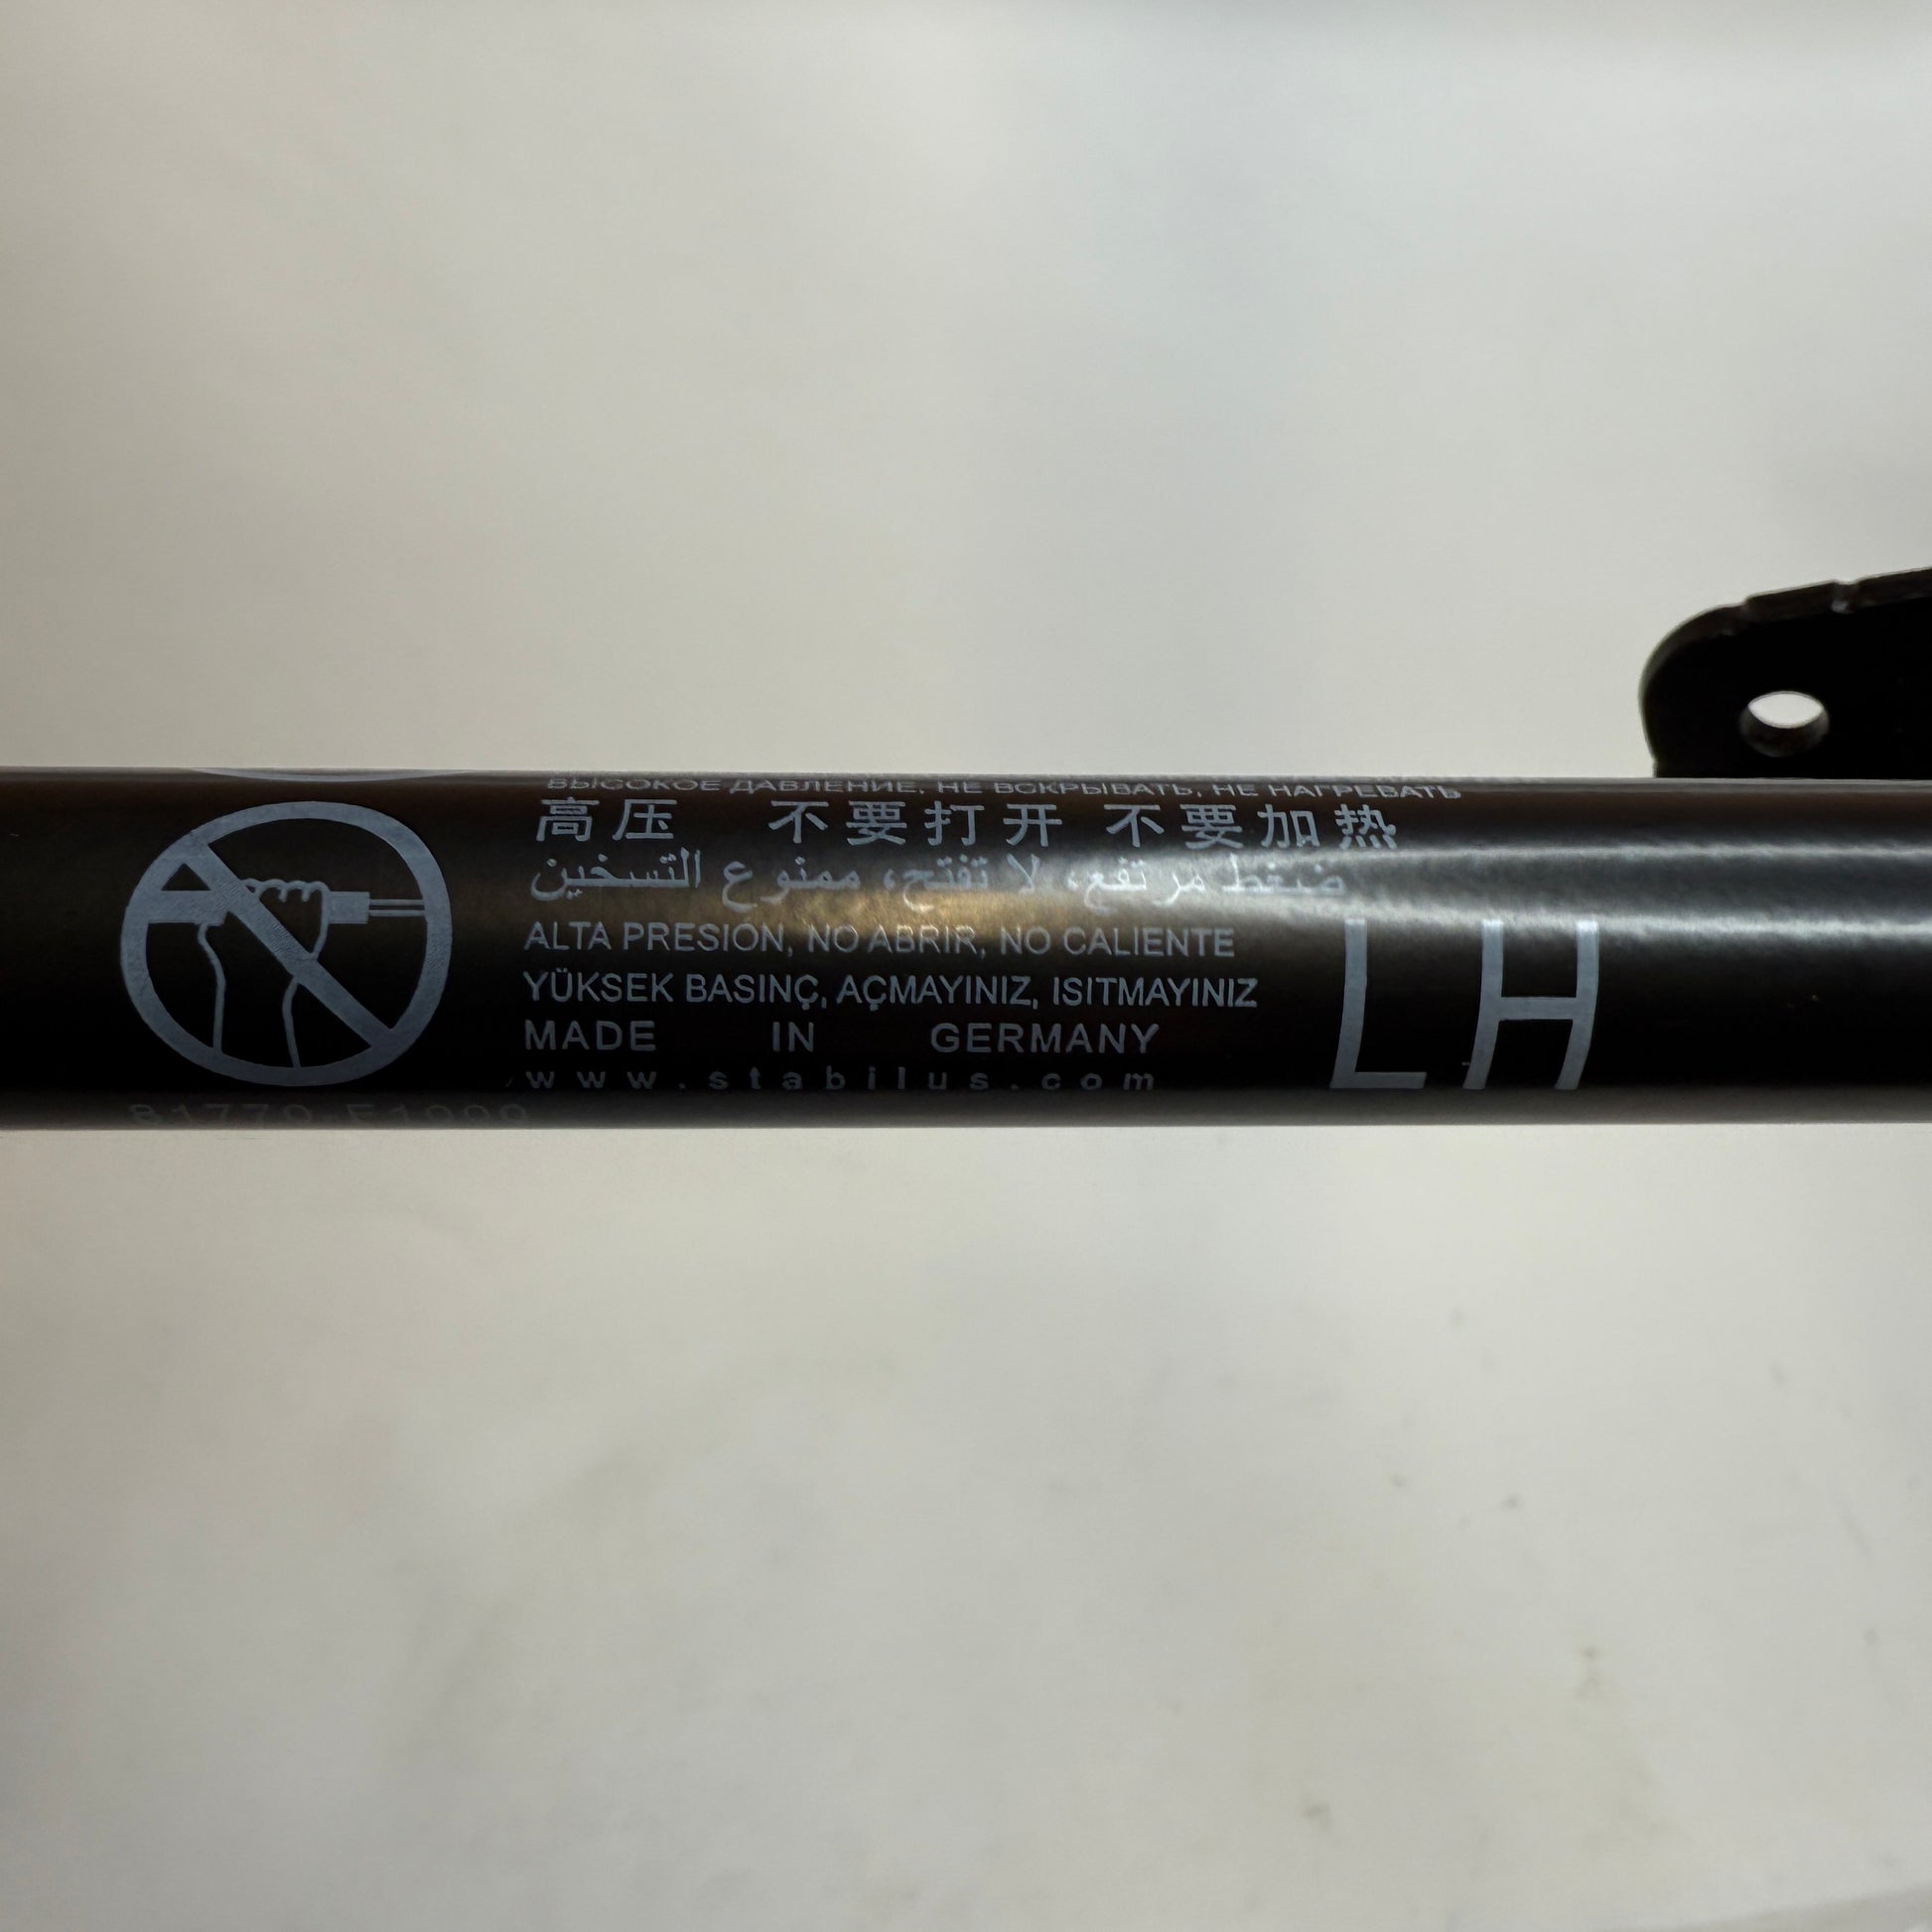 ВЫСОКОЕ ДАВЛЕНИЕ, НЕ ВСКРЫВАТЬ, НЕ НАГРЕВАТЬ
高压 不要打开 不要加热
ضغط مرتفع، لا تفتح، ممنوع التسخين
ALTA PRESION, NO ABRIR, NO CALIENTE
YÜKSEK BASINÇ, AÇMAYINIZ, ISITMAYINIZ
MADE IN GERMANY
www.stabilus.com
LH